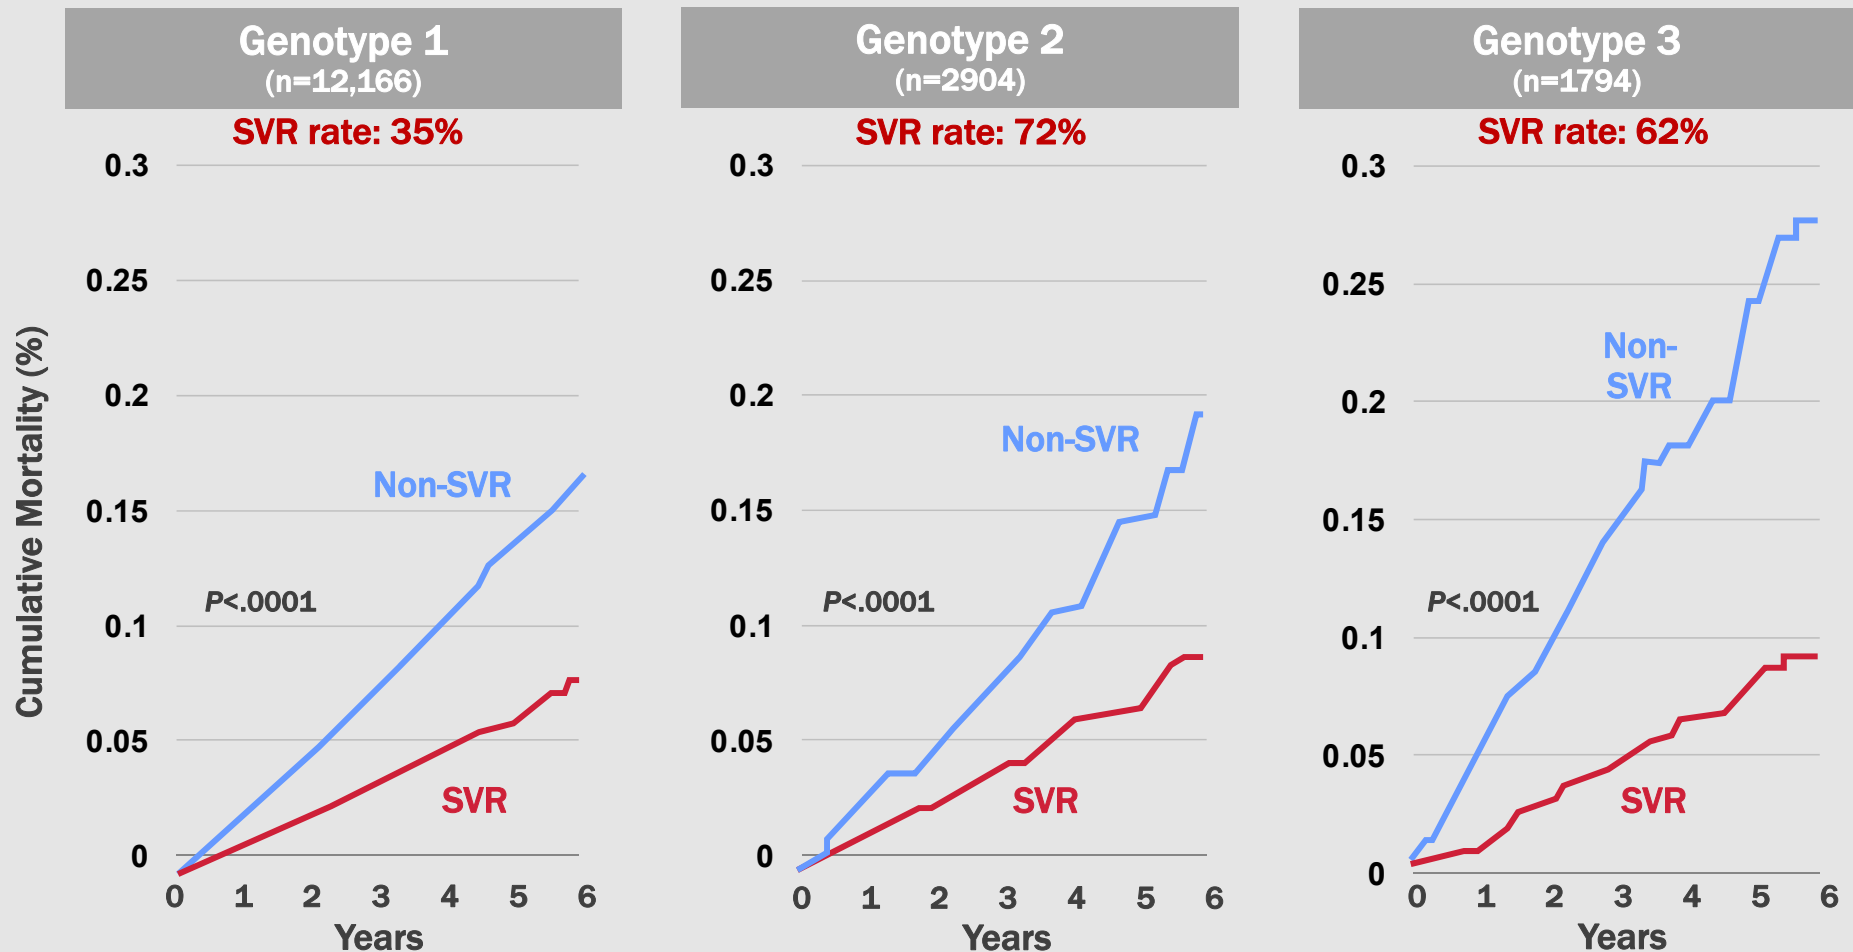 Genotype 1
(n=12,166)
SVR rate: 35%
Cumulative Mortality (%)
0.3
0.25
0.2
0.15
0.1
0.05
0
Non-SVR
P<.0001
SVR
0 1 2 3 4 5 6
Years
Genotype 2
(n=2904)
SVR rate: 72%
0.3
0.25
0.2
0.15
0.1
0.05
0
Non-SVR
P<.0001
SVR
0 1 2 3 4 5 6
Years
Genotype 3
(n=1794)
SVR rate: 62%
0.3
0.25
0.2
0.15
0.1
0.05
0
Non-
SVR
P<.0001
SVR
0 1 2 3 4 5 6
Years